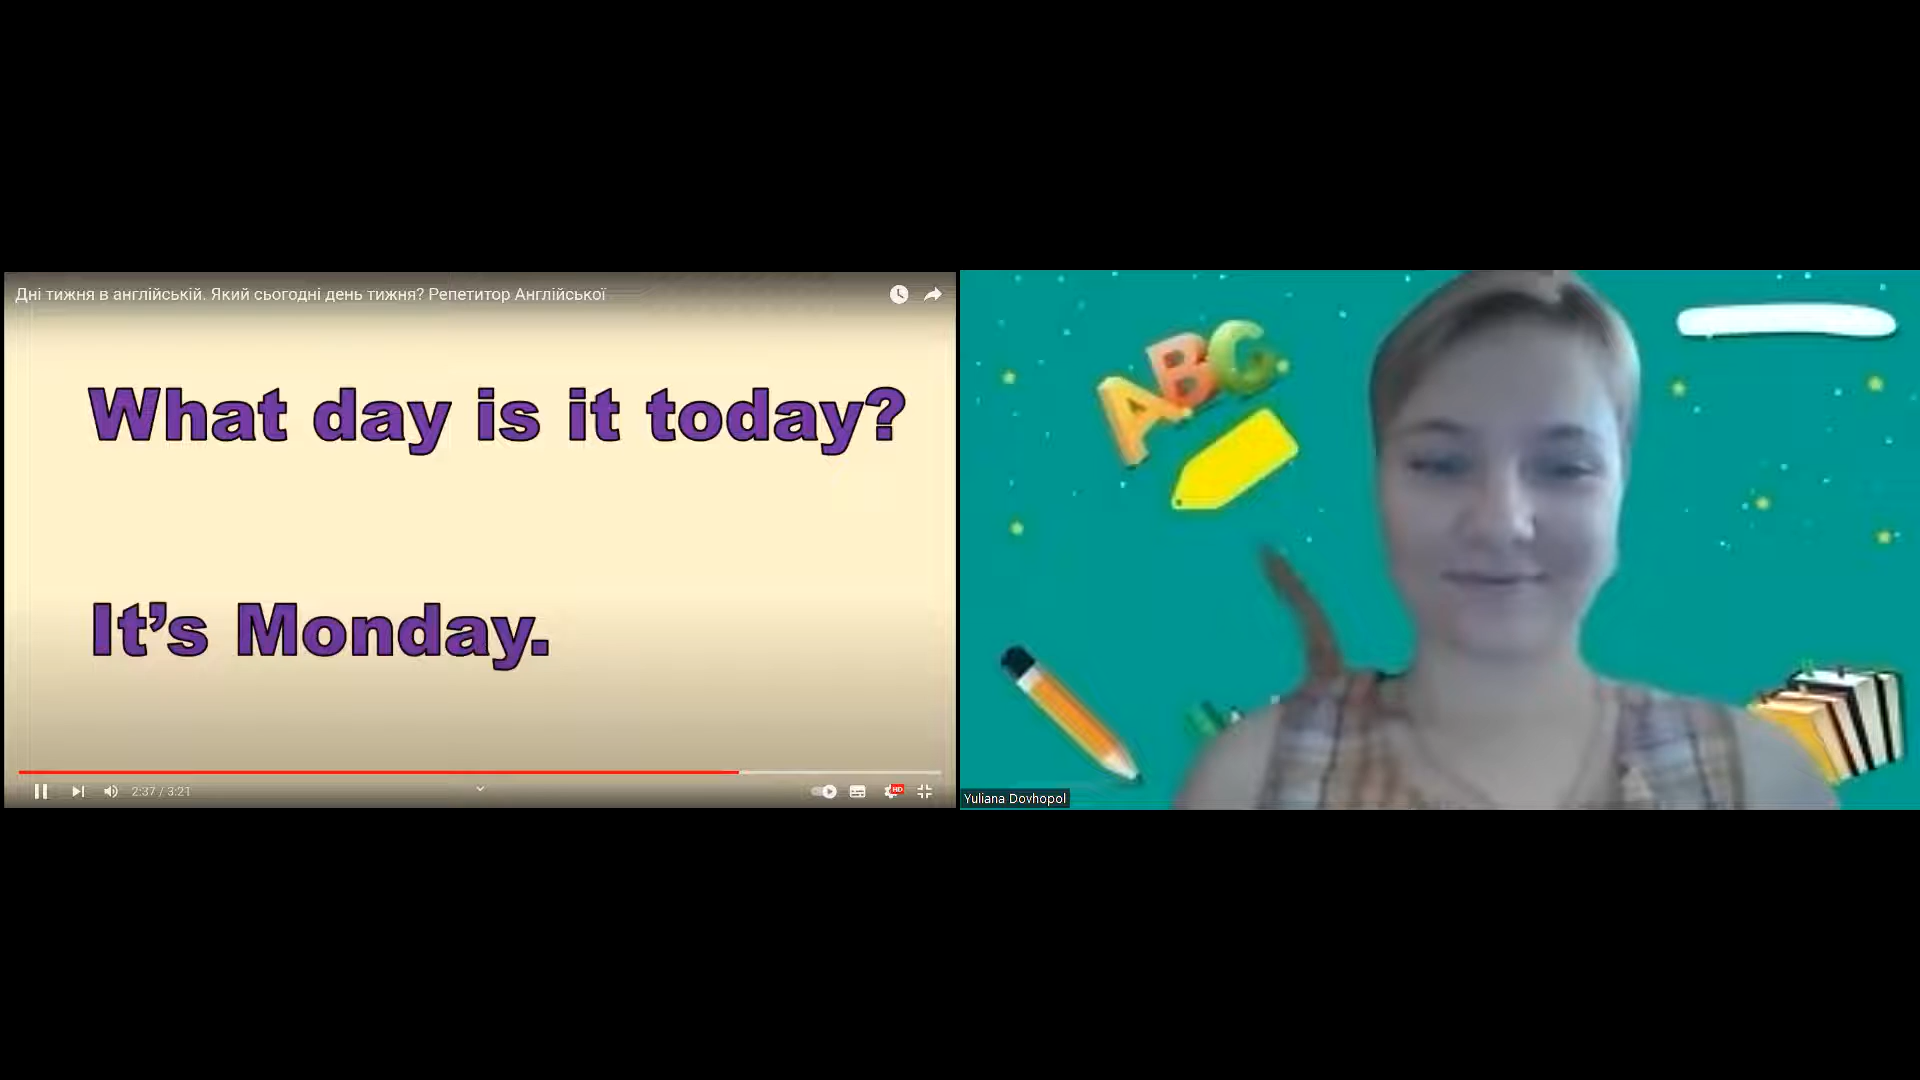 Дні тижня в англійській. Який сьогодні день тижня? Репетитор Англійської
What day is it today?
It’s Monday.
2:37 / 3:21
HD
ABC
Yuliana Dovhopol